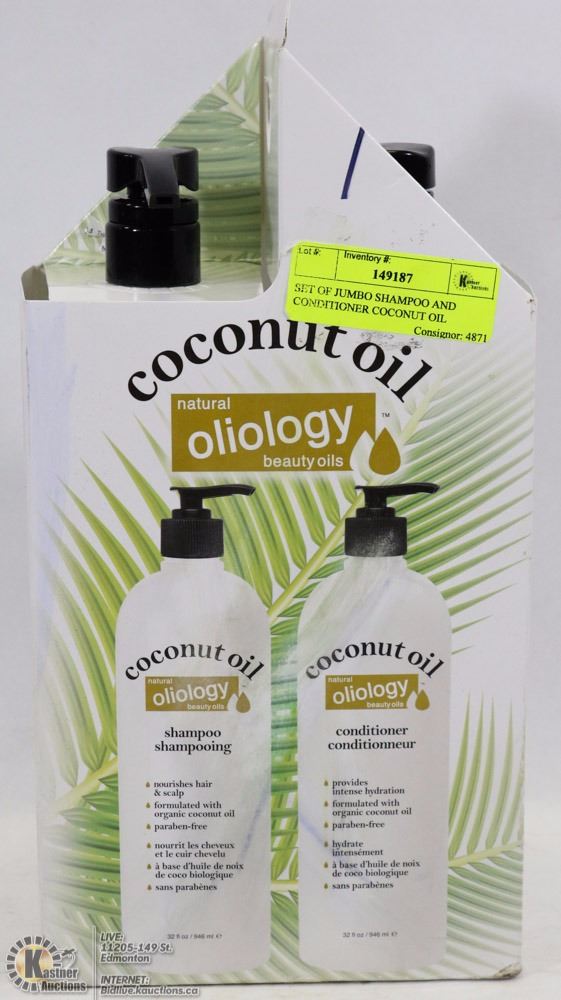 Lot #:
Inventory #:
149187
Kastner
Auctions
SET OF JUMBO SHAMPOO AND
CONDITIONER COCONUT OIL
Consignor: 4871
coconut oil
natural
oliology
beauty oils
TM
coconut oil
natural
oliology
beauty oils
shampoo
shampooing
nourishes hair
& scalp
formulated with
organic coconut oil
paraben-free
nourrit les cheveux
et le cuir chevelu
à base d'huile de noix
de coco biologique
sans parabènes
32 fl oz / 946 ml ℮
coconut oil
natural
oliology
beauty oils
conditioner
conditionneur
provides
intense hydration
formulated with
organic coconut oil
paraben-free
hydrate
intensément
à base d'huile de noix
de coco biologique
sans parabènes
32 fl oz / 946 ml ℮
K
Kastner
Auctions
LIVE:
11205-149 St.
Edmonton
INTERNET:
Bidlive.kauctions.ca